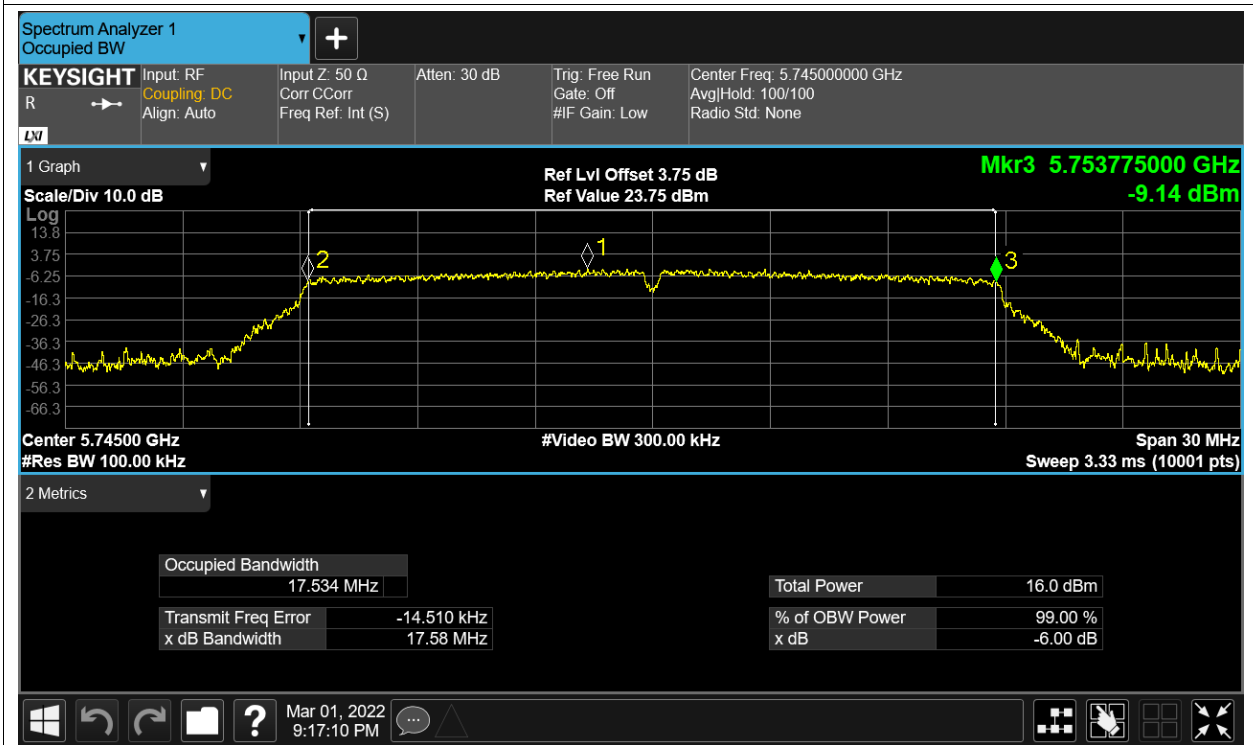 Spectrum Analyzer 1
Occupied BW
KEYSIGHT
R
LXI
Input: RF
Coupling: DC
Align: Auto
Input Z: 50 Ω
Corr CCorr
Freq Ref: Int (S)
Atten: 30 dB
Trig: Free Run
Gate: Off
#IF Gain: Low
Center Freq: 5.745000000 GHz
Avg|Hold: 100/100
Radio Std: None
1 Graph
Scale/Div 10.0 dB
Ref Lvl Offset 3.75 dB
Ref Value 23.75 dBm
Mkr3 5.753775000 GHz
-9.14 dBm
Log
13.8
3.75
-6.25
-16.3
-26.3
-36.3
-46.3
-56.3
-66.3
2
1
3
Center 5.74500 GHz
#Res BW 100.00 kHz
#Video BW 300.00 kHz
Span 30 MHz
Sweep 3.33 ms (10001 pts)
2 Metrics
Occupied Bandwidth
17.534 MHz
Transmit Freq Error -14.510 kHz
x dB Bandwidth 17.58 MHz
Total Power 16.0 dBm
% of OBW Power 99.00 %
x dB -6.00 dB
?
Mar 01, 2022
9:17:10 PM